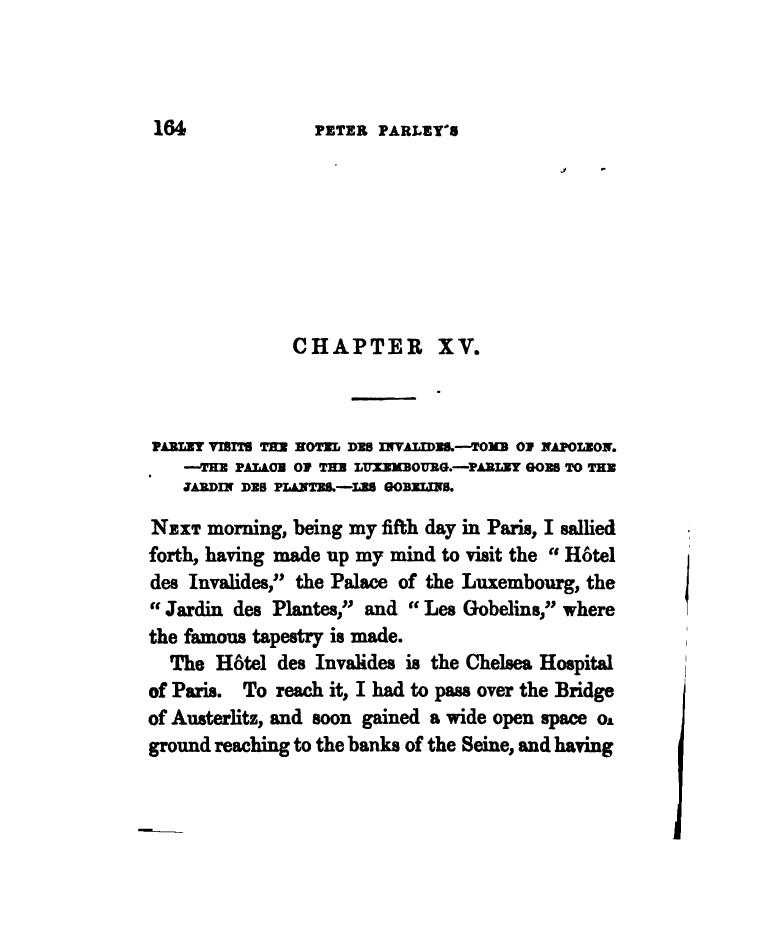 164 PETER PARLEY'S
CHAPTER XV.
PARLEY VISITS THE HOTEL DES INVALIDES.—TOMB OF NAPOLEON.
—THE PALACE OF THE LUXEMBOURG.—PARLEY GOES TO THE
JARDIN DES PLANTES.—LES GOBELINS.
NEXT morning, being my fifth day in Paris, I sallied
forth, having made up my mind to visit the “ Hôtel
des Invalides,” the Palace of the Luxembourg, the
“ Jardin des Plantes,” and “ Les Gobelins,” where
the famous tapestry is made.
The Hôtel des Invalides is the Chelsea Hospital
of Paris. To reach it, I had to pass over the Bridge
of Austerlitz, and soon gained a wide open space of
ground reaching to the banks of the Seine, and having